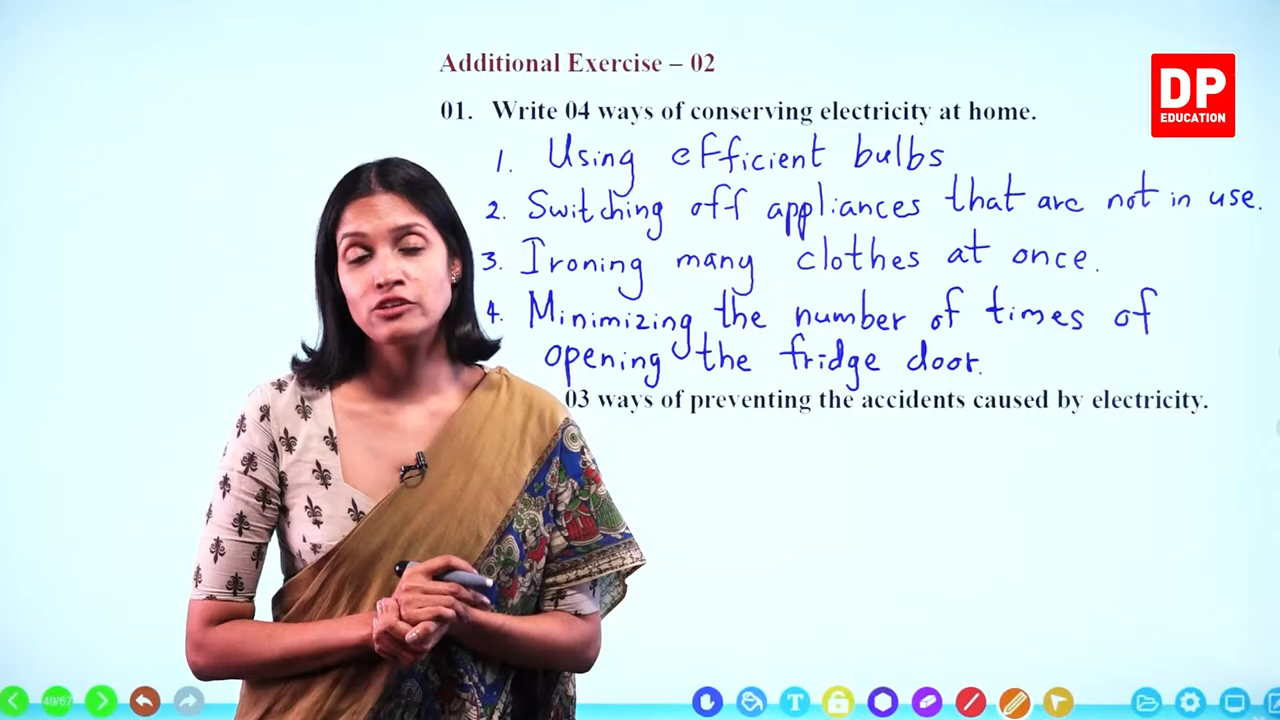 Additional Exercise – 02
DP
EDUCATION
01. Write 04 ways of conserving electricity at home.
1. Using efficient bulbs
2. Switching off appliances that are not in use.
3. Ironing many clothes at once.
4. Minimizing the number of times of
opening the fridge door.
03 ways of preventing the accidents caused by electricity.
49/67
T